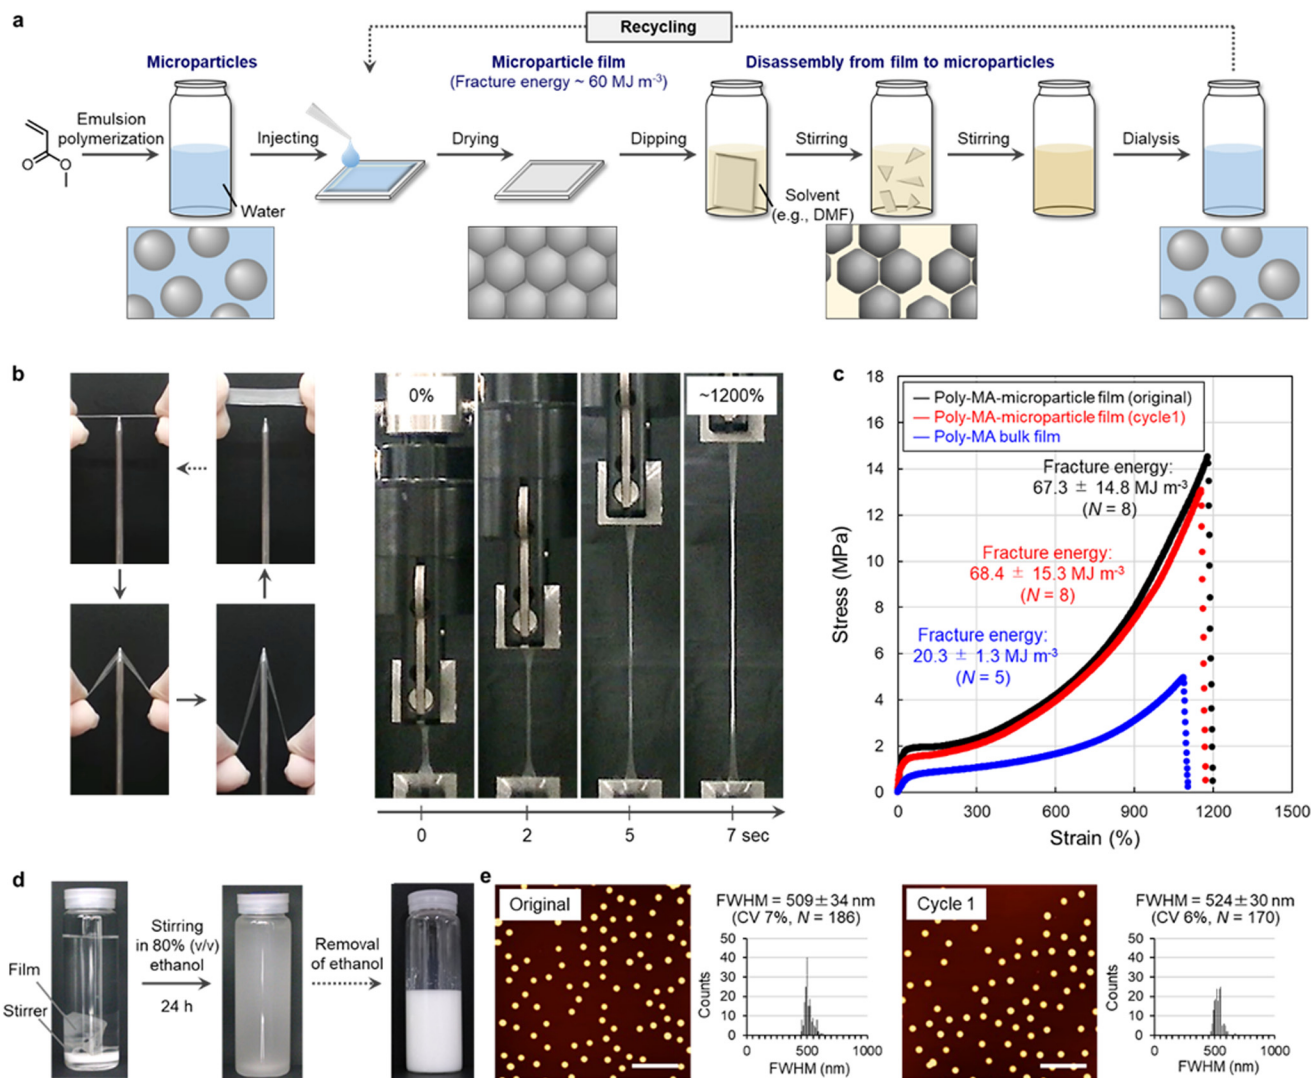 a
Recycling
Microparticles
Microparticle film
(Fracture energy ~ 60 MJ m⁻³)
Disassembly from film to microparticles
O
O
Emulsion
polymerization
Injecting
Drying
Dipping
Stirring
Stirring
Dialysis
Water
Solvent
(e.g., DMF)
b
0%
~1200%
0
2
5
7 sec
c
Stress (MPa)
18
16
14
12
10
8
6
4
2
0
Poly-MA-microparticle film (original)
Poly-MA-microparticle film (cycle1)
Poly-MA bulk film
Fracture energy:
67.3 ± 14.8 MJ m⁻³
(N = 8)
Fracture energy:
68.4 ± 15.3 MJ m⁻³
(N = 8)
Fracture energy:
20.3 ± 1.3 MJ m⁻³
(N = 5)
0
300
600
900
1200
1500
Strain (%)
d
Film
Stirrer
Stirring
in 80% (v/v)
ethanol
24 h
Removal
of ethanol
e
Original
FWHM = 509±34 nm
(CV 7%, N = 186)
Counts
50
40
30
20
10
0
0
500
1000
FWHM (nm)
Cycle 1
FWHM = 524±30 nm
(CV 6%, N = 170)
Counts
50
40
30
20
10
0
0
500
1000
FWHM (nm)